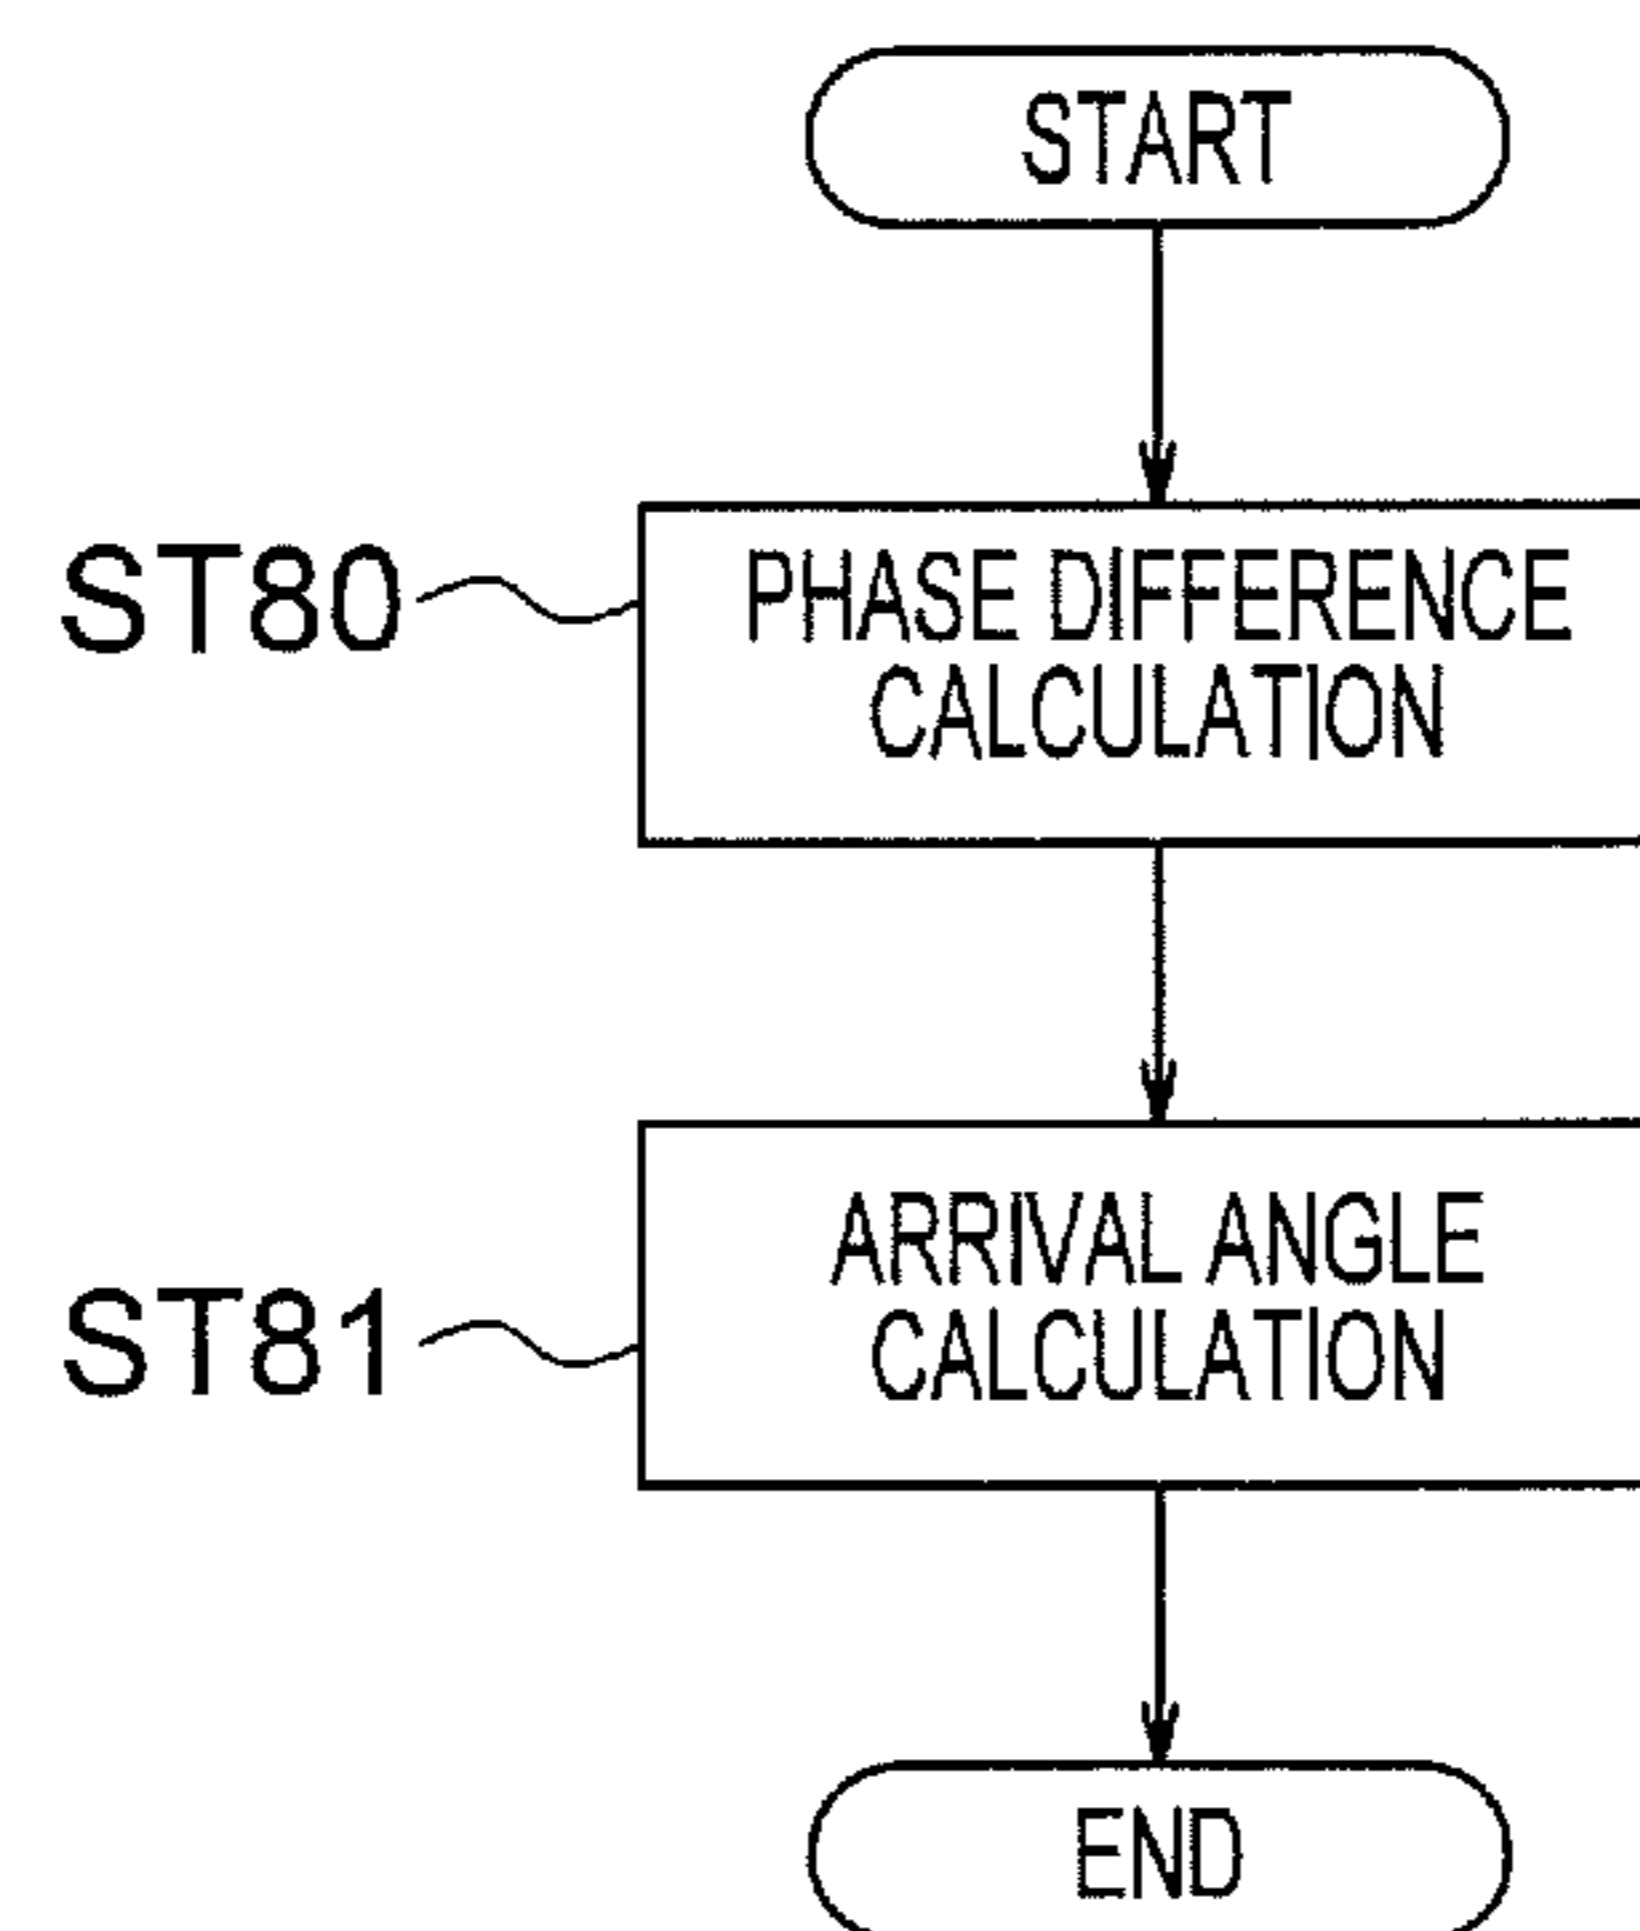 START
ST80
PHASE DIFFERENCE
CALCULATION
ST81
ARRIVAL ANGLE
CALCULATION
END